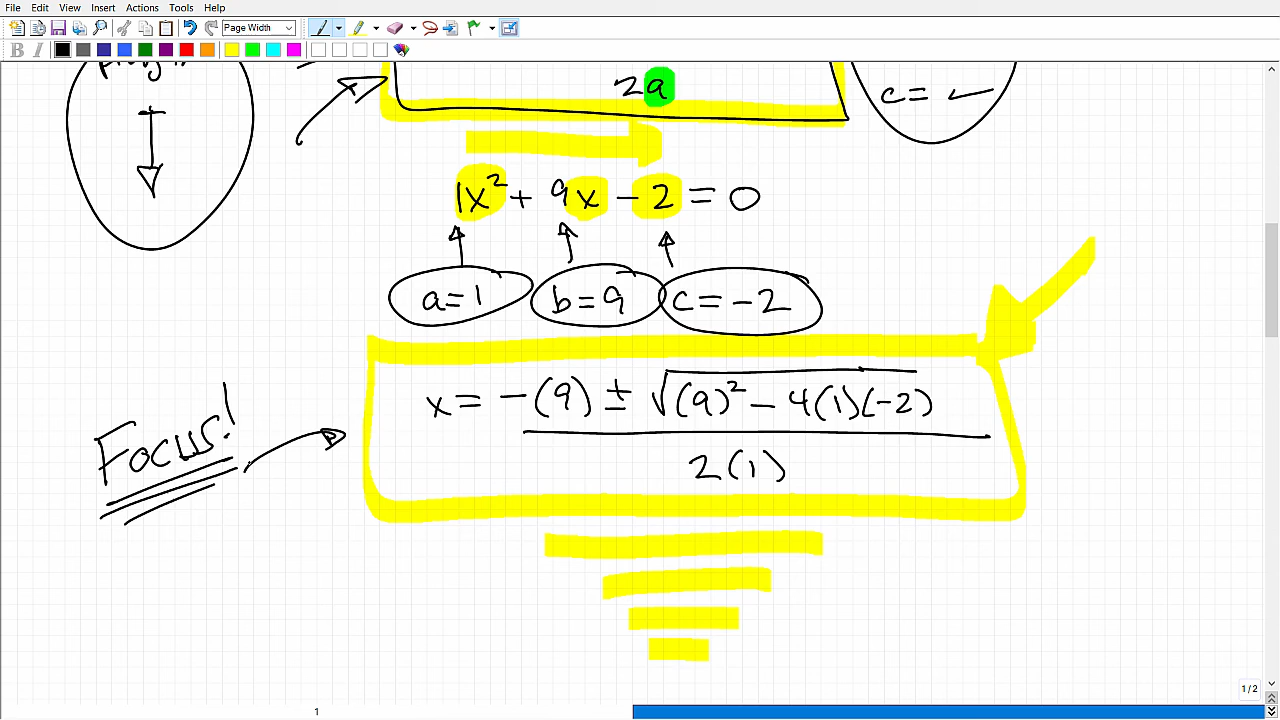 File Edit View Insert Actions Tools Help
Page Width
B I
2a
c =
1x² + 9x - 2 = 0
a=1 b=9 c=-2
x = -(9) ± √(9)² - 4(1)(-2)
2(1)
Focus!
1/2
1